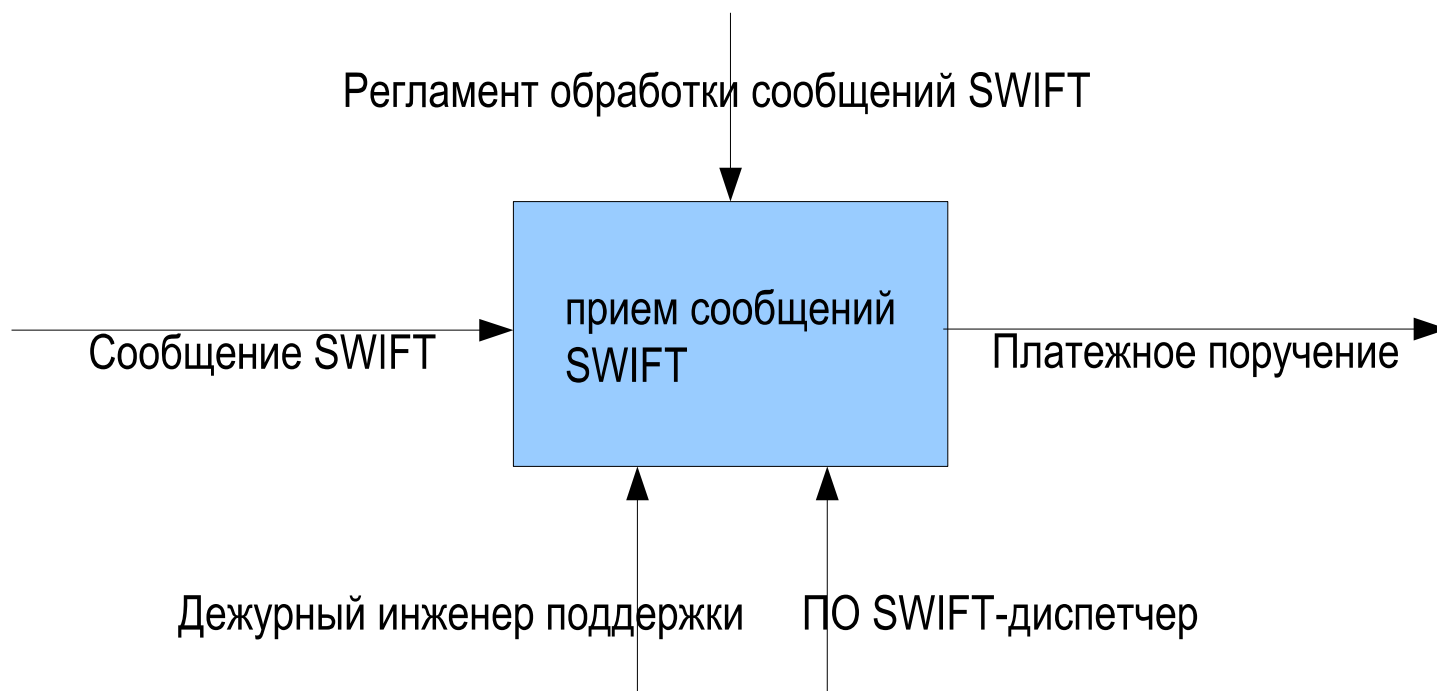 Регламент обработки сообщений SWIFT
прием сообщений
SWIFT
Сообщение SWIFT
Платежное поручение
Дежурный инженер поддержки
ПО SWIFT-диспетчер